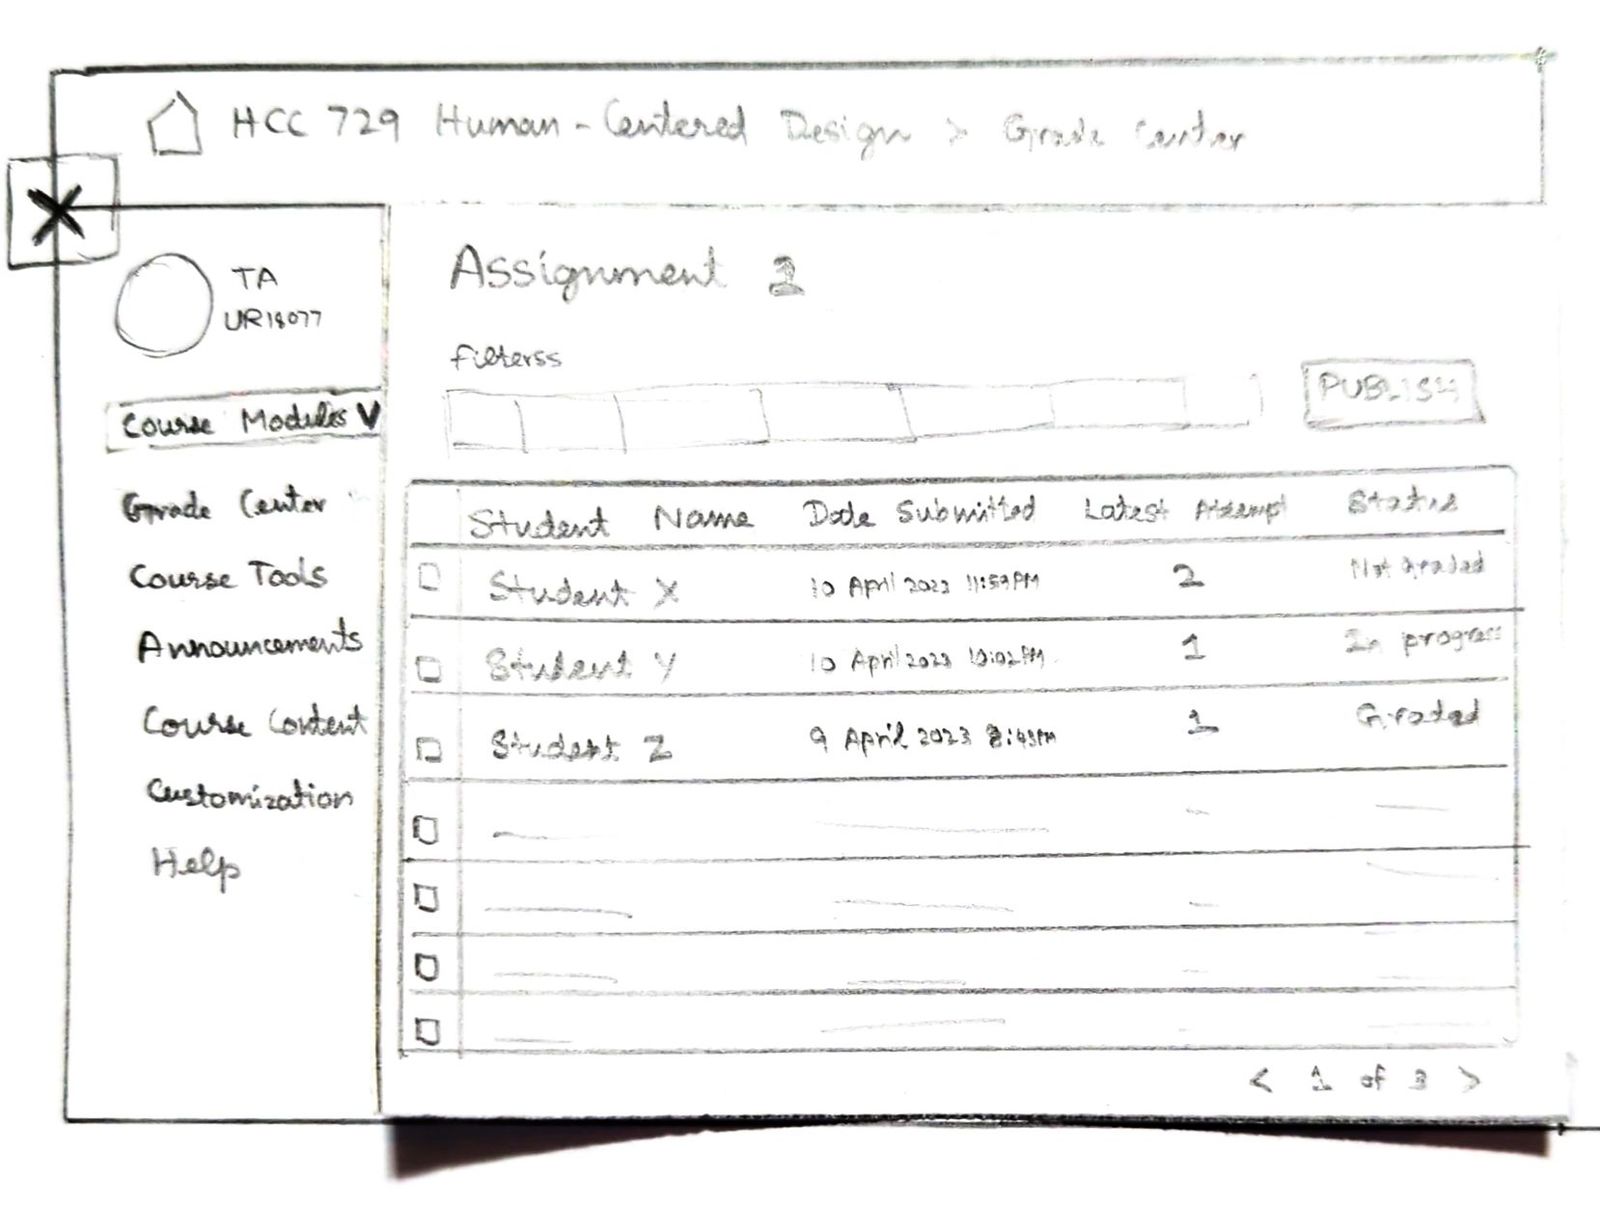 HCC 729 Human-Centered Design > Grade Center
X
TA
UR18077
Course Modules V
Grade Center
Course Tools
Announcements
Course Content
Customization
Help
Assignment 2
Filterss
PUBLISH
Student Name Date Submitted Latest Attempt Status
Student X 10 April 2023 11:59PM 2 Not Graded
Student Y 10 April 2023 10:02PM 1 In progress
Student Z 9 April 2023 8:43PM 1 Graded
< 1 of 3 >